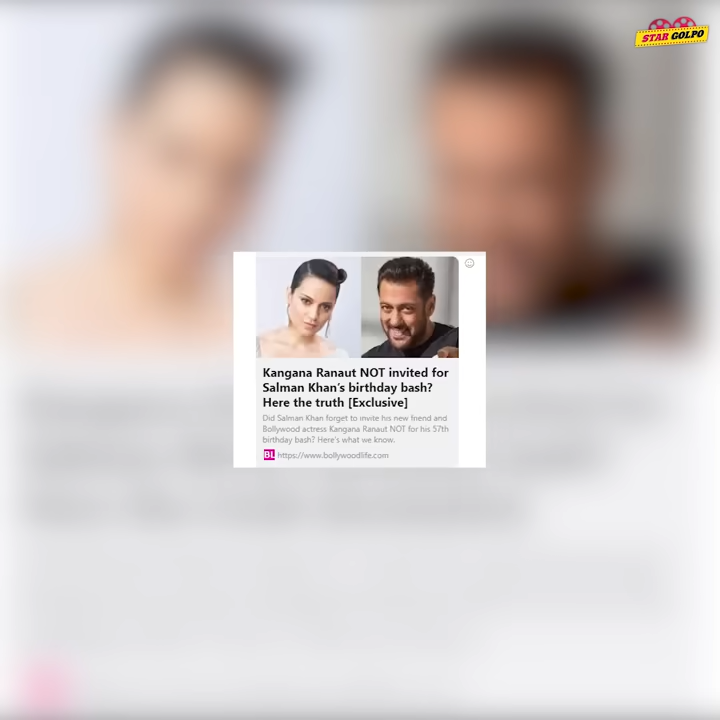 STAR GOLPO
Kangana Ranaut NOT invited for
Salman Khan's birthday bash?
Here the truth [Exclusive]
Did Salman Khan forget to invite his new friend and
Bollywood actress Kangana Ranaut NOT for his 57th
birthday bash? Here's what we know.
BL https://www.bollywoodlife.com